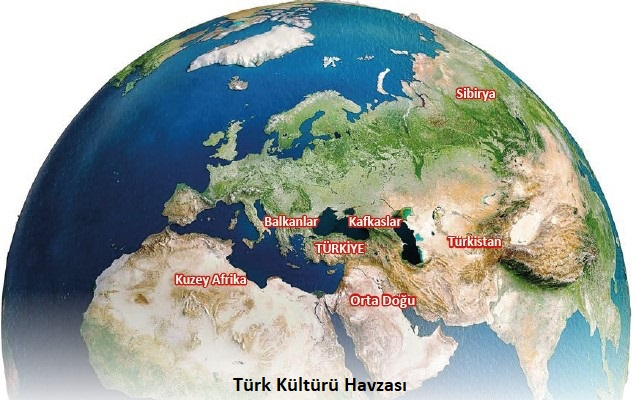 Sibirya
Balkanlar
Kafkaslar
TÜRKİYE
Türkistan
Kuzey Afrika
Orta Doğu
Türk Kültürü Havzası